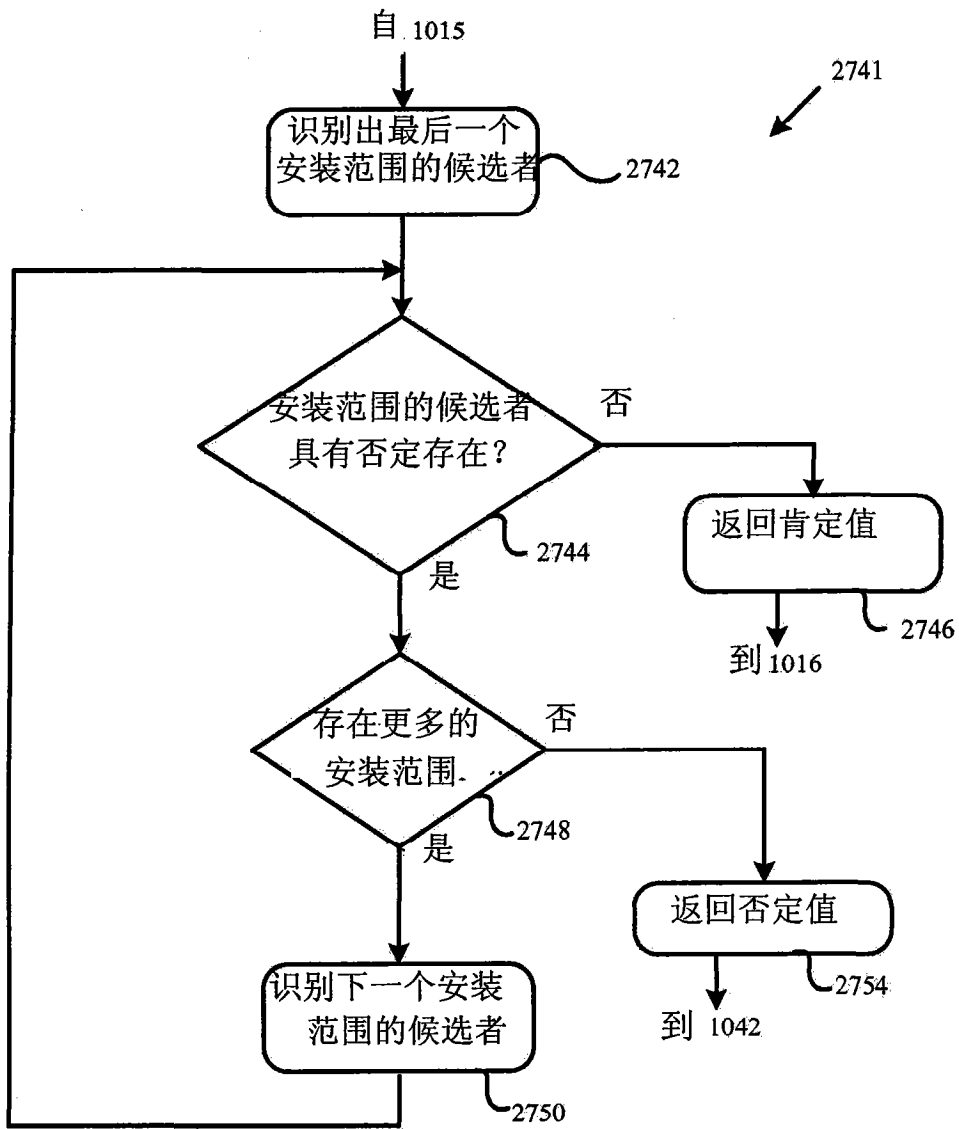 自 1015
2741
识别出最后一个
安装范围的候选者
2742
安装范围的候选者
具有否定存在？
否
2744
是
返回肯定值
2746
到 1016
存在更多的
安装范围
否
2748
是
返回否定值
2754
到 1042
识别下一个安装
范围的候选者
2750